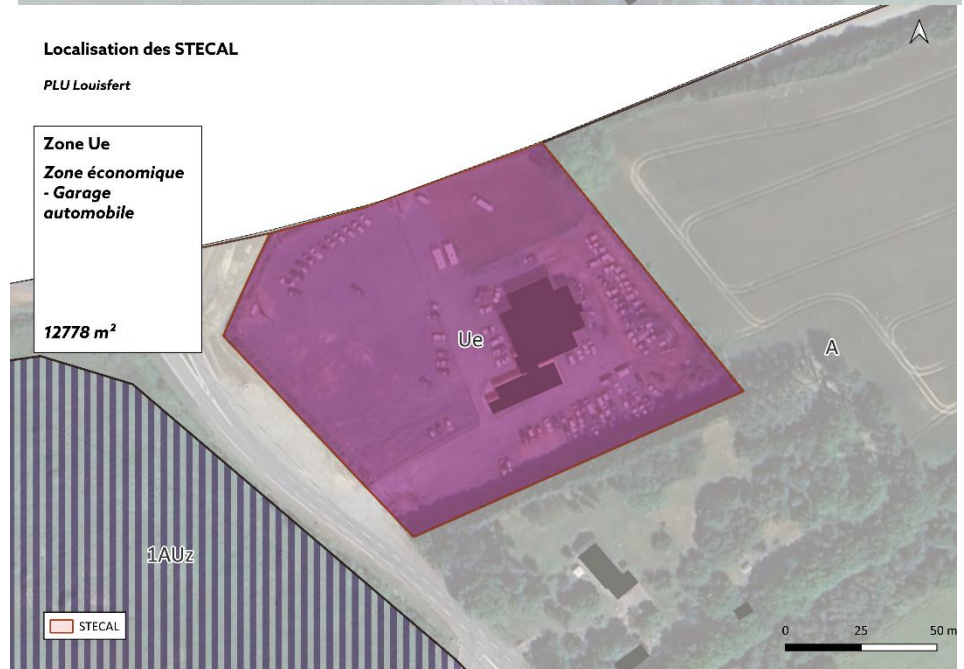 Localisation des STECAL
PLU Louisfert
Zone Ue
Zone économique
- Garage
automobile
12778 m²
Ue
A
1AUz
STECAL
0 25 50 m